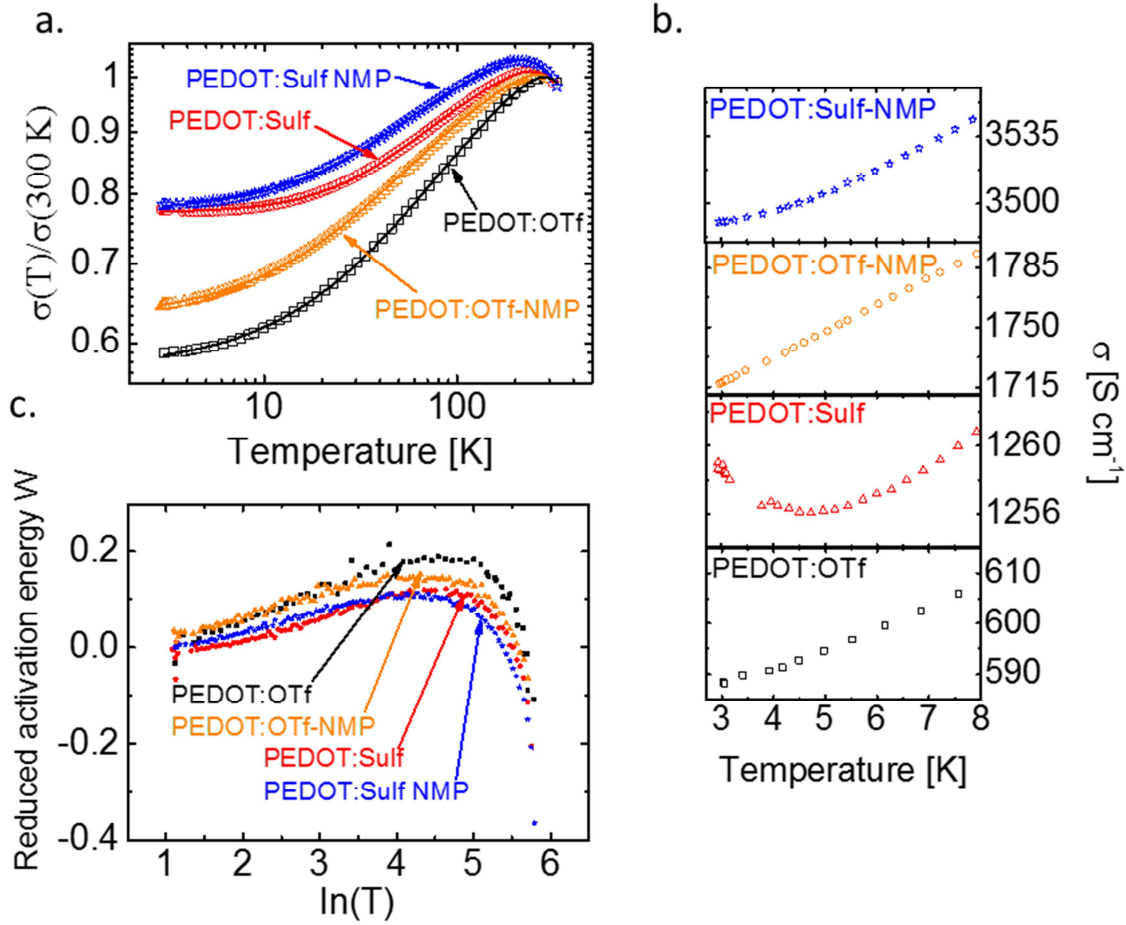 a.
PEDOT:Sulf NMP
PEDOT:Sulf
PEDOT:OTf
PEDOT:OTf-NMP
1
0.9
0.8
0.7
0.6
σ(T)/σ(300 K)
10
100
Temperature [K]
b.
PEDOT:Sulf-NMP
3535
3500
PEDOT:OTf-NMP
1785
1750
1715
PEDOT:Sulf
1260
1256
PEDOT:OTf
610
600
590
σ [S cm⁻¹]
3 4 5 6 7 8
Temperature [K]
c.
Reduced activation energy W
0.2
0.0
-0.2
-0.4
PEDOT:OTf
PEDOT:OTf-NMP
PEDOT:Sulf
PEDOT:Sulf NMP
1 2 3 4 5 6
ln(T)